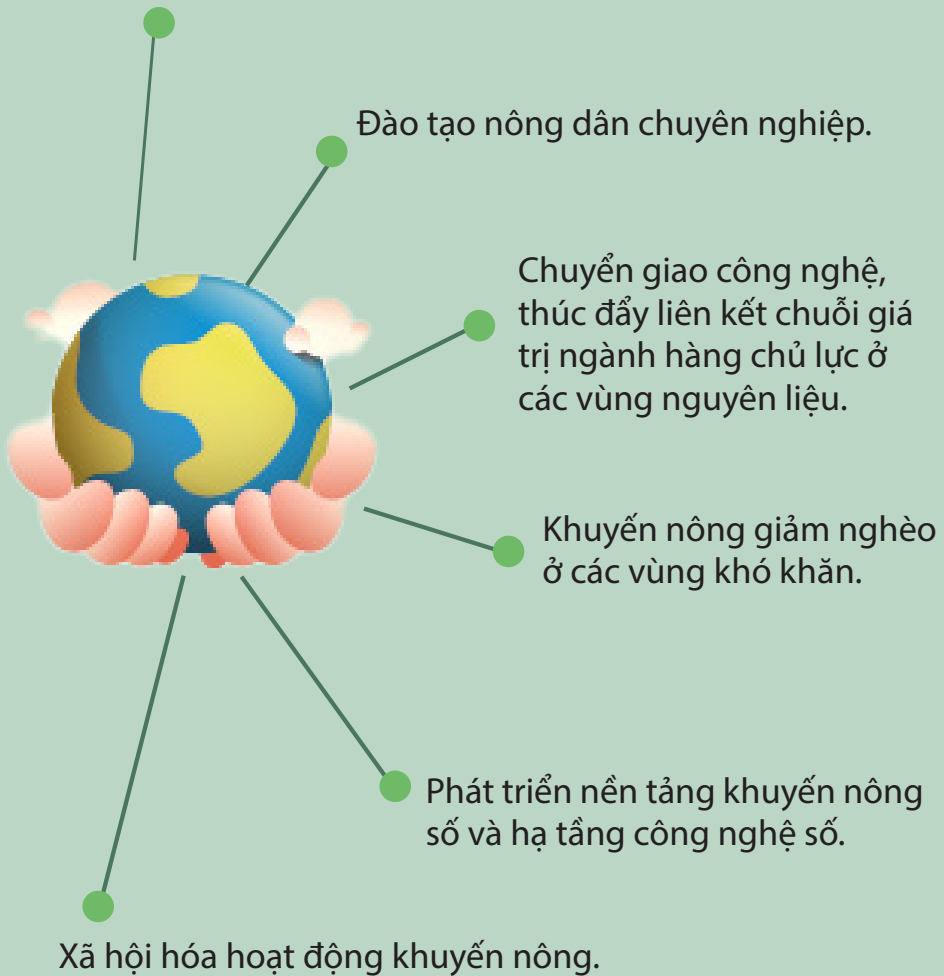 Đào tạo nông dân chuyên nghiệp.
Chuyển giao công nghệ,
thúc đẩy liên kết chuỗi giá
trị ngành hàng chủ lực ở
các vùng nguyên liệu.
Khuyến nông giảm nghèo
ở các vùng khó khăn.
Phát triển nền tảng khuyến nông
số và hạ tầng công nghệ số.
Xã hội hóa hoạt động khuyến nông.